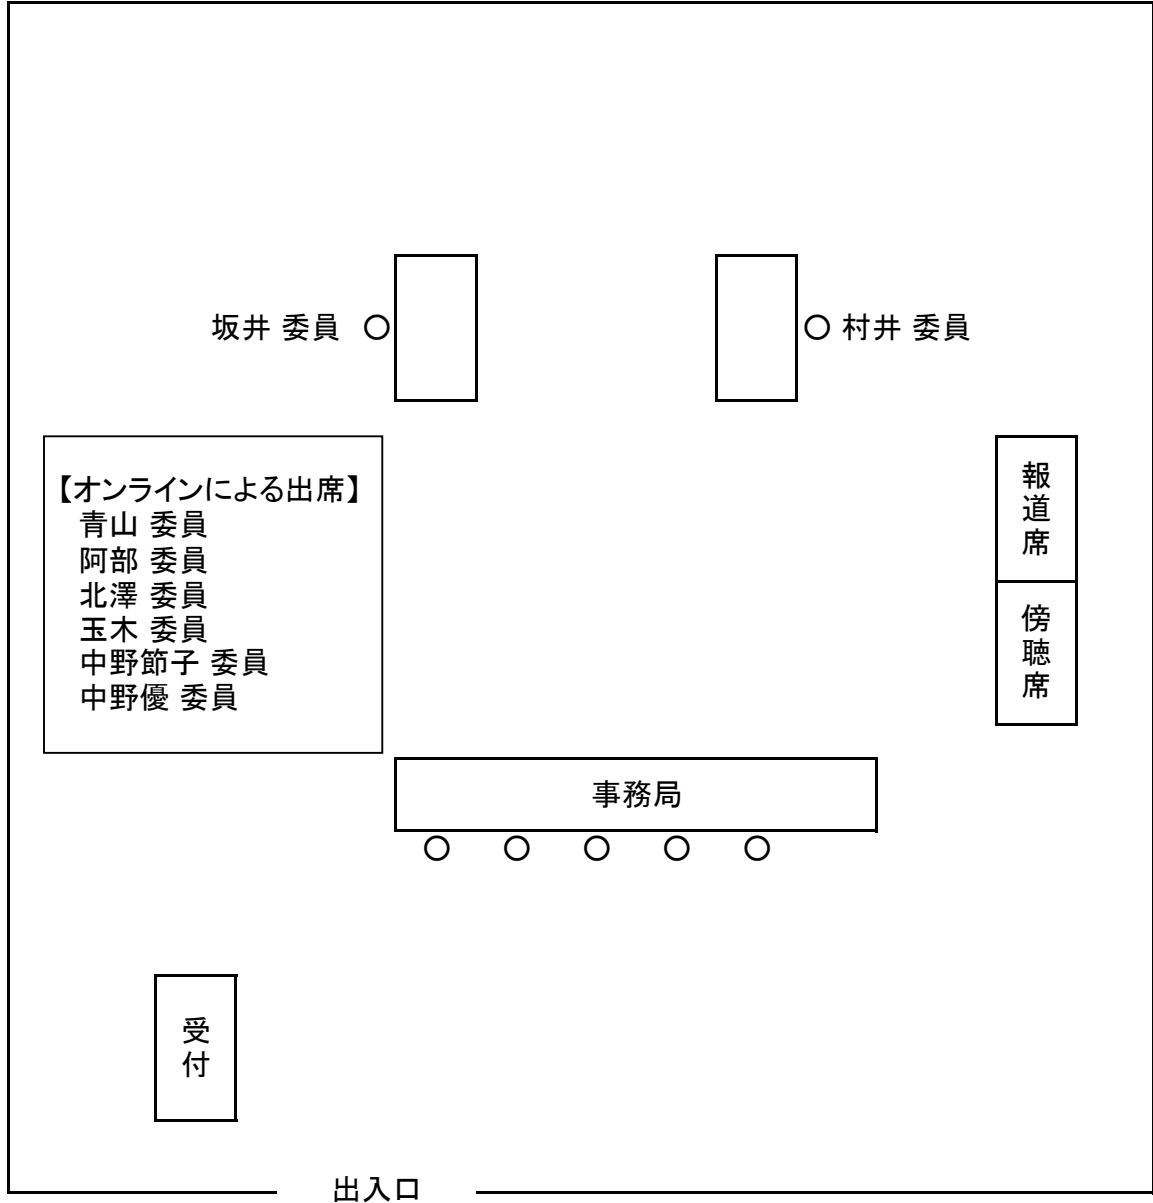 坂井 委員
村井 委員
【オンラインによる出席】
青山 委員
阿部 委員
北澤 委員
玉木 委員
中野節子 委員
中野優 委員
報道席
傍聴席
事務局
受付
出入口